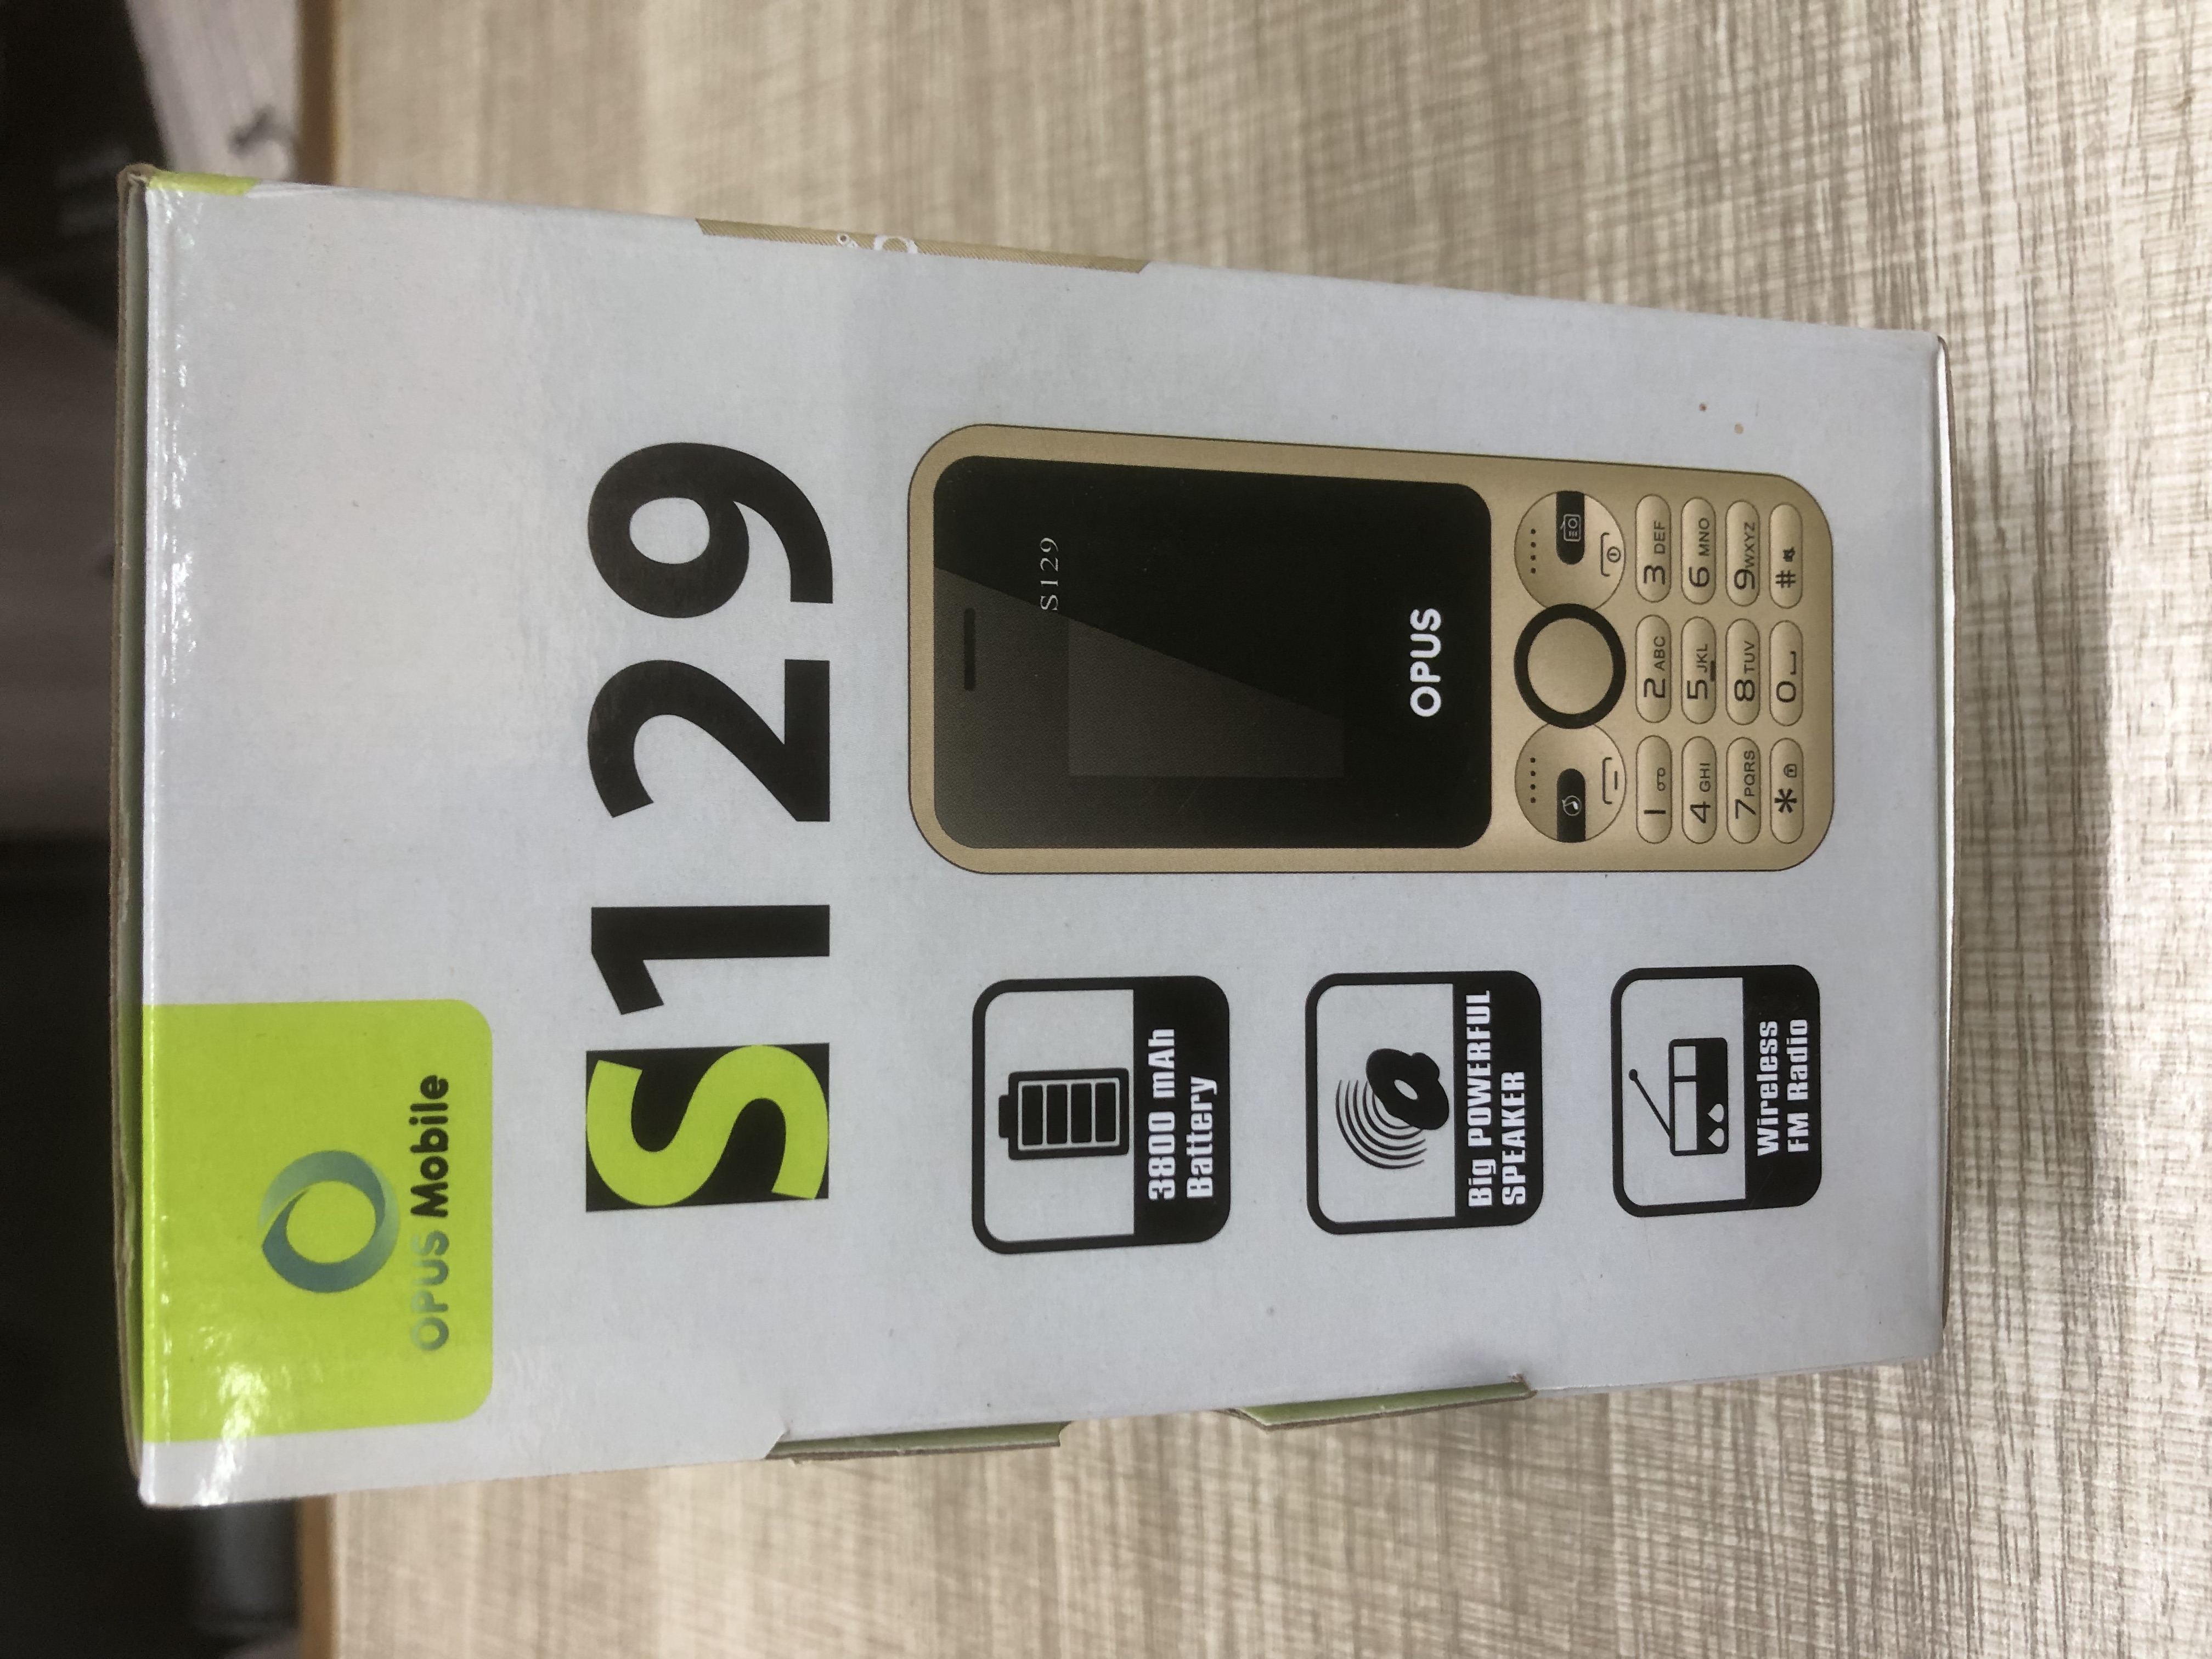 OPUS Mobile
S129
3800 mAh
Battery
Big POWERFUL
SPEAKER
Wireless
FM Radio
S129
OPUS
1
2 ABC
3 DEF
4 GHI
5 JKL
6 MNO
7 PQRS
8 TUV
9 WXYZ
*
0
#